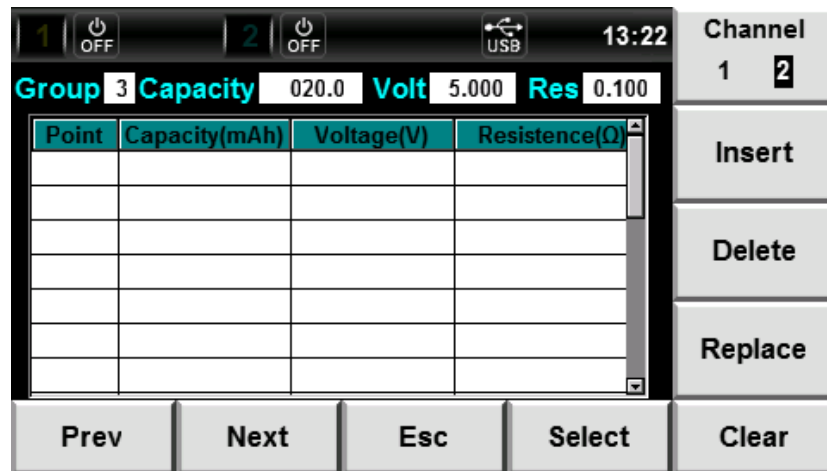 1 OFF 2 OFF USB 13:22
Channel
1 2
Group 3 Capacity 020.0 Volt 5.000 Res 0.100
Point Capacity(mAh) Voltage(V) Resistence(Ω)
Insert
Delete
Replace
Prev Next Esc Select Clear